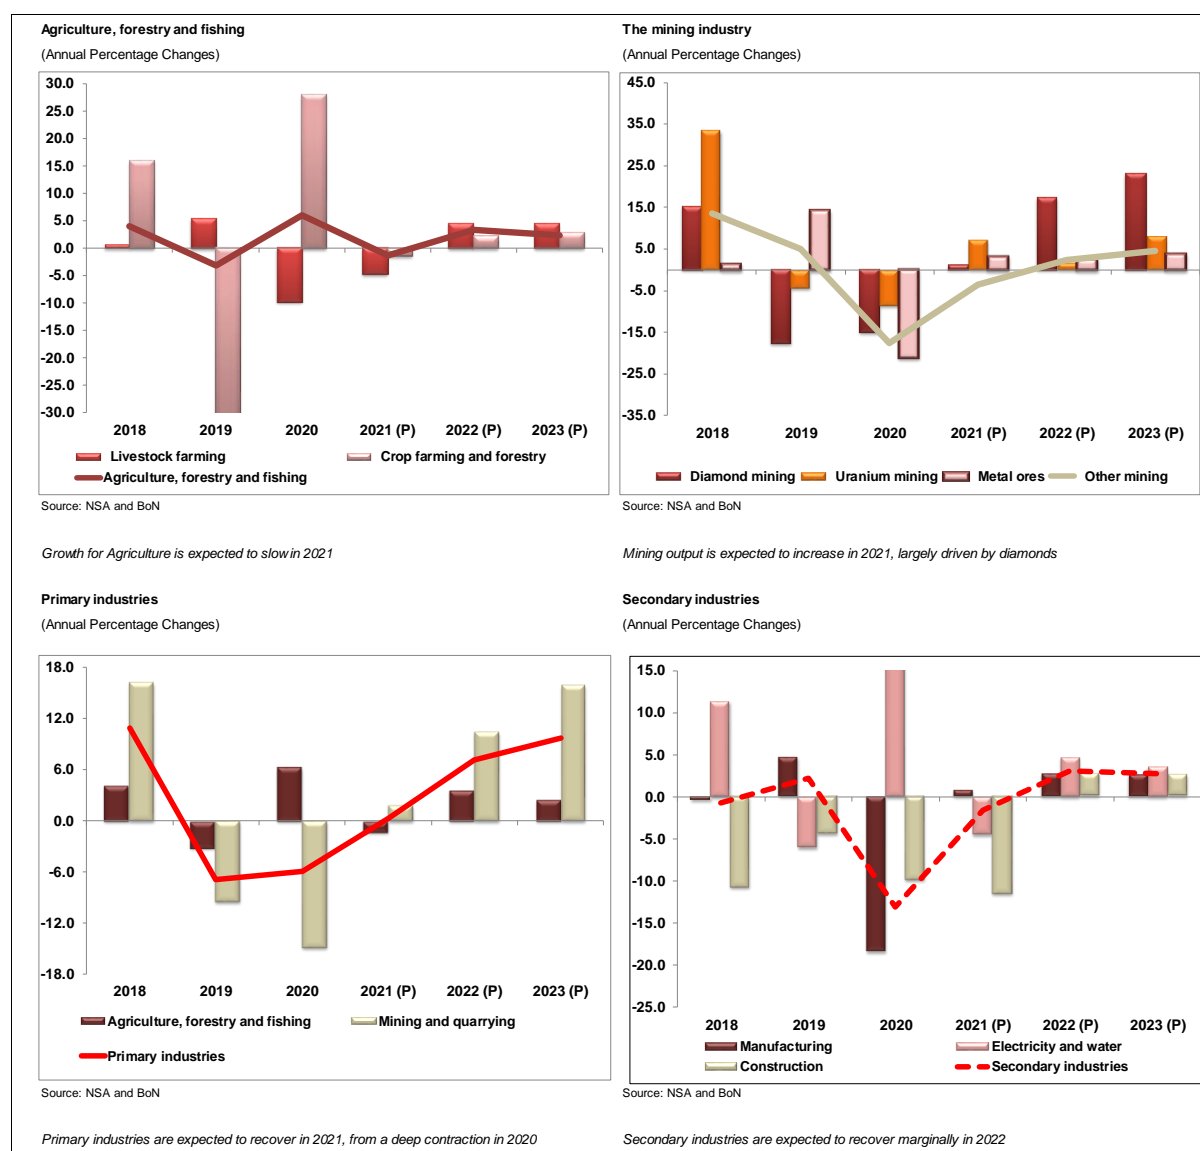 Agriculture, forestry and fishing
(Annual Percentage Changes)
30.0
25.0
20.0
15.0
10.0
5.0
0.0
-5.0
-10.0
-15.0
-20.0
-25.0
-30.0
2018 2019 2020 2021 (P) 2022 (P) 2023 (P)
Livestock farming Crop farming and forestry
Agriculture, forestry and fishing
Source: NSA and BoN
Growth for Agriculture is expected to slow in 2021
The mining industry
(Annual Percentage Changes)
45.0
35.0
25.0
15.0
5.0
-5.0
-15.0
-25.0
-35.0
2018 2019 2020 2021 (P) 2022 (P) 2023 (P)
Diamond mining Uranium mining Metal ores Other mining
Source: NSA and BoN
Mining output is expected to increase in 2021, largely driven by diamonds
Primary industries
(Annual Percentage Changes)
18.0
12.0
6.0
0.0
-6.0
-12.0
-18.0
2018 2019 2020 2021 (P) 2022 (P) 2023 (P)
Agriculture, forestry and fishing Mining and quarrying
Primary industries
Source: NSA and BoN
Primary industries are expected to recover in 2021, from a deep contraction in 2020
Secondary industries
(Annual Percentage Changes)
15.0
10.0
5.0
0.0
-5.0
-10.0
-15.0
-20.0
-25.0
2018 2019 2020 2021 (P) 2022 (P) 2023 (P)
Manufacturing Electricity and water
Construction Secondary industries
Source: NSA and BoN
Secondary industries are expected to recover marginally in 2022